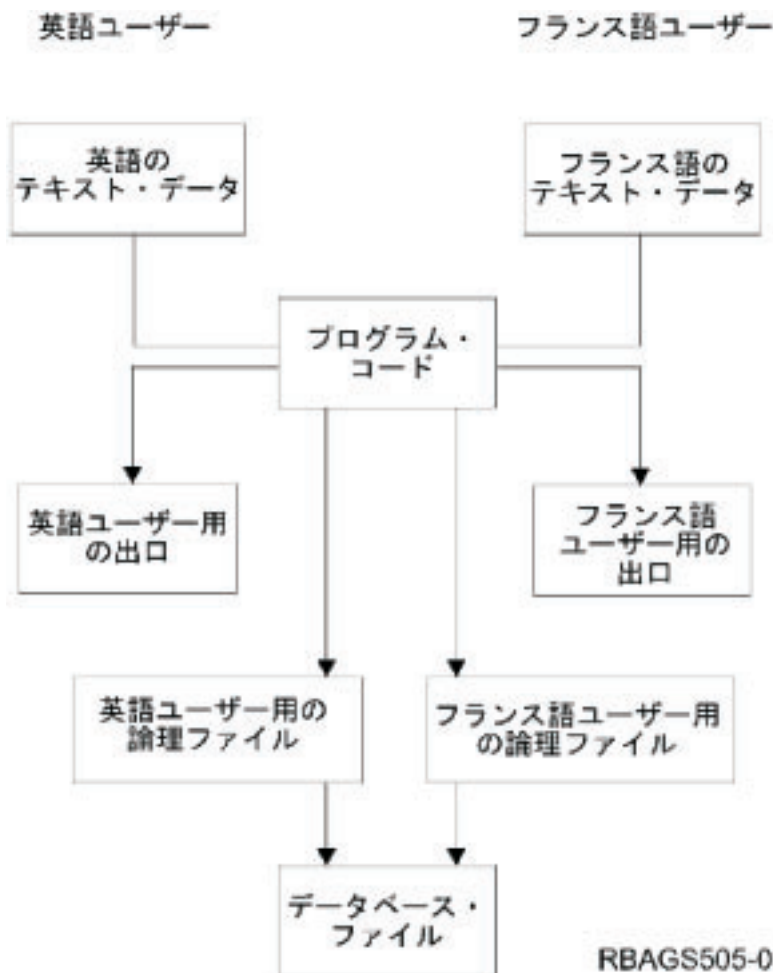 英語ユーザー
フランス語ユーザー
英語の
テキスト・データ
フランス語の
テキスト・データ
プログラム・
コード
英語ユーザー用
の出口
フランス語
ユーザー用の
出口
英語ユーザー用の
論理ファイル
フランス語ユーザー用
の論理ファイル
データベース・
ファイル
RBAGS505-0